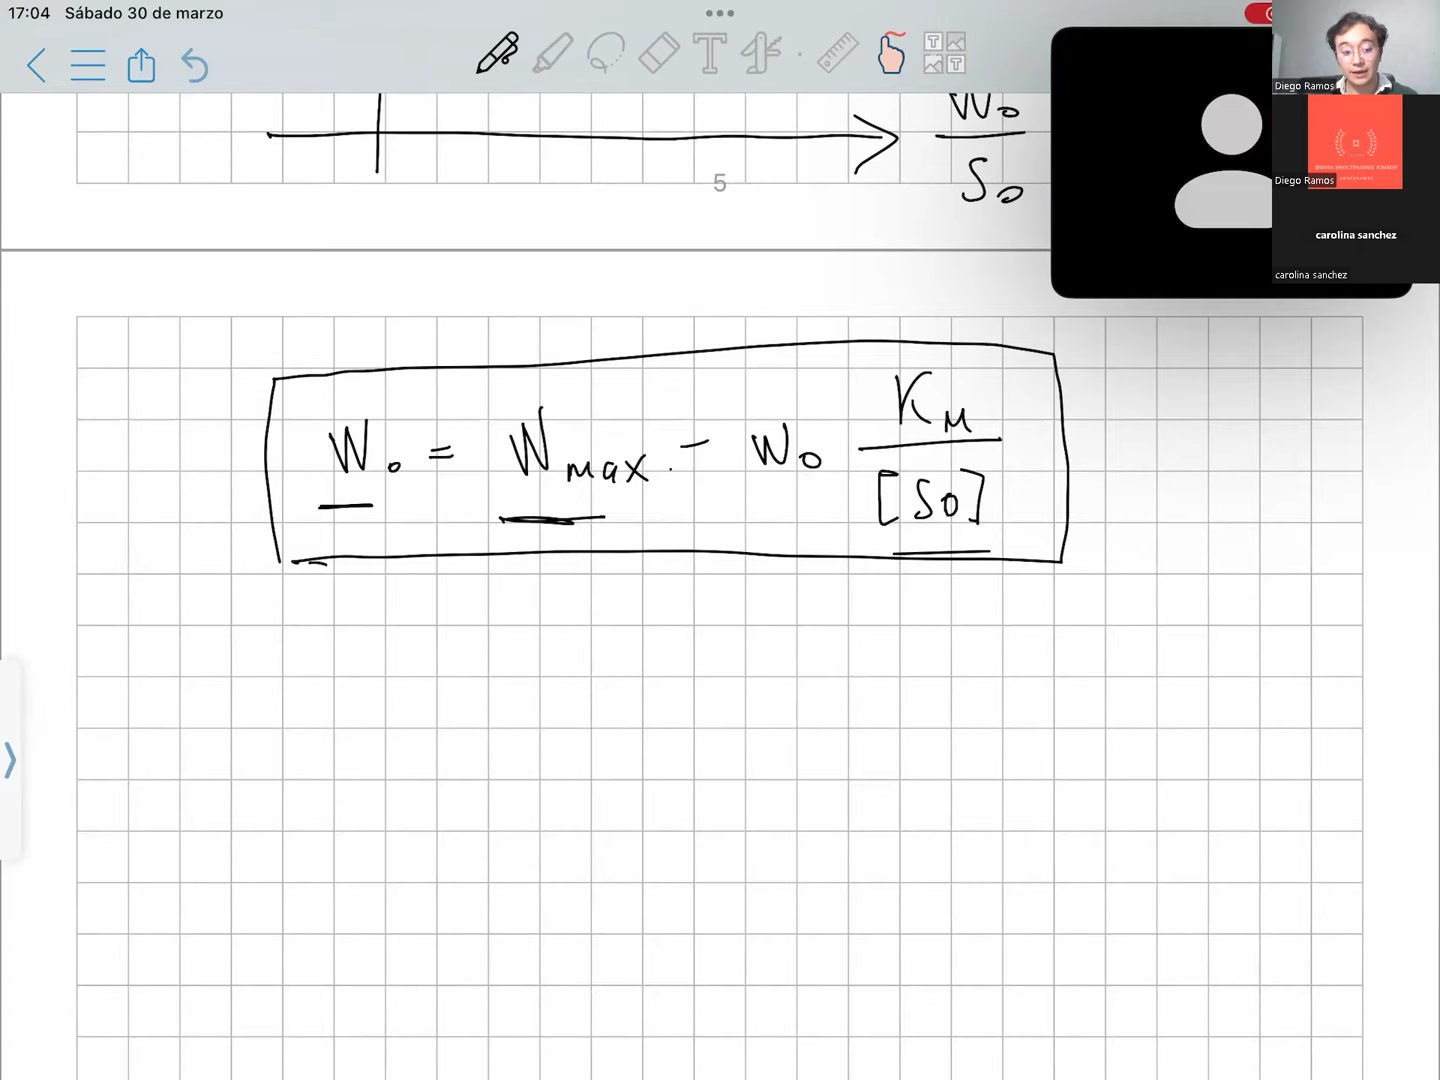 17:04 Sábado 30 de marzo
T
T
T
Diego Ramos
Diego Ramos
carolina sanchez
carolina sanchez
W₀
S₀
5
W₀ = Wmax - W₀ KM
[S0]